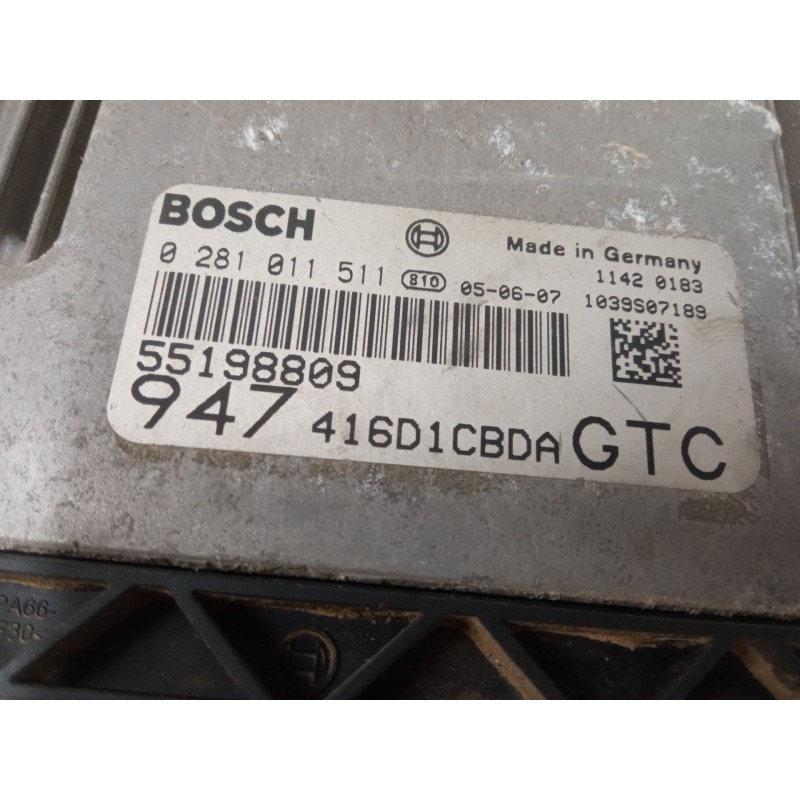 BOSCH
Made in Germany
0 281 011 511 810 05-06-07
1142 0183
1039S07189
55198809
947 416D1CBDA GTC
PA66-